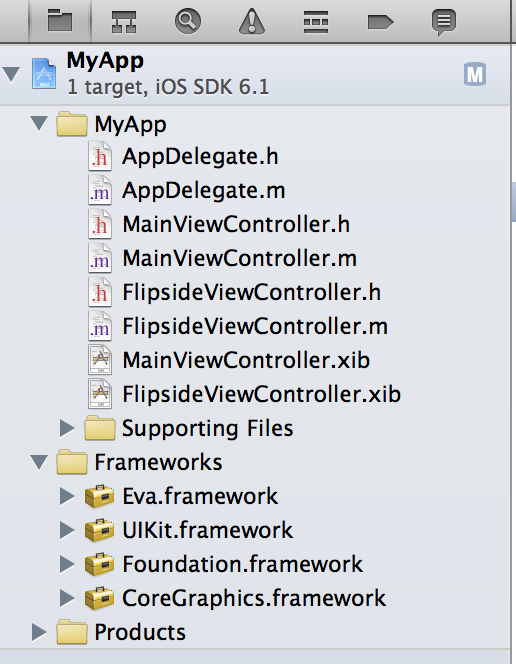 MyApp
1 target, iOS SDK 6.1
M
MyApp
.h AppDelegate.h
.m AppDelegate.m
.h MainViewController.h
.m MainViewController.m
.h FlipsideViewController.h
.m FlipsideViewController.m
MainViewController.xib
FlipsideViewController.xib
Supporting Files
Frameworks
Eva.framework
UIKit.framework
Foundation.framework
CoreGraphics.framework
Products